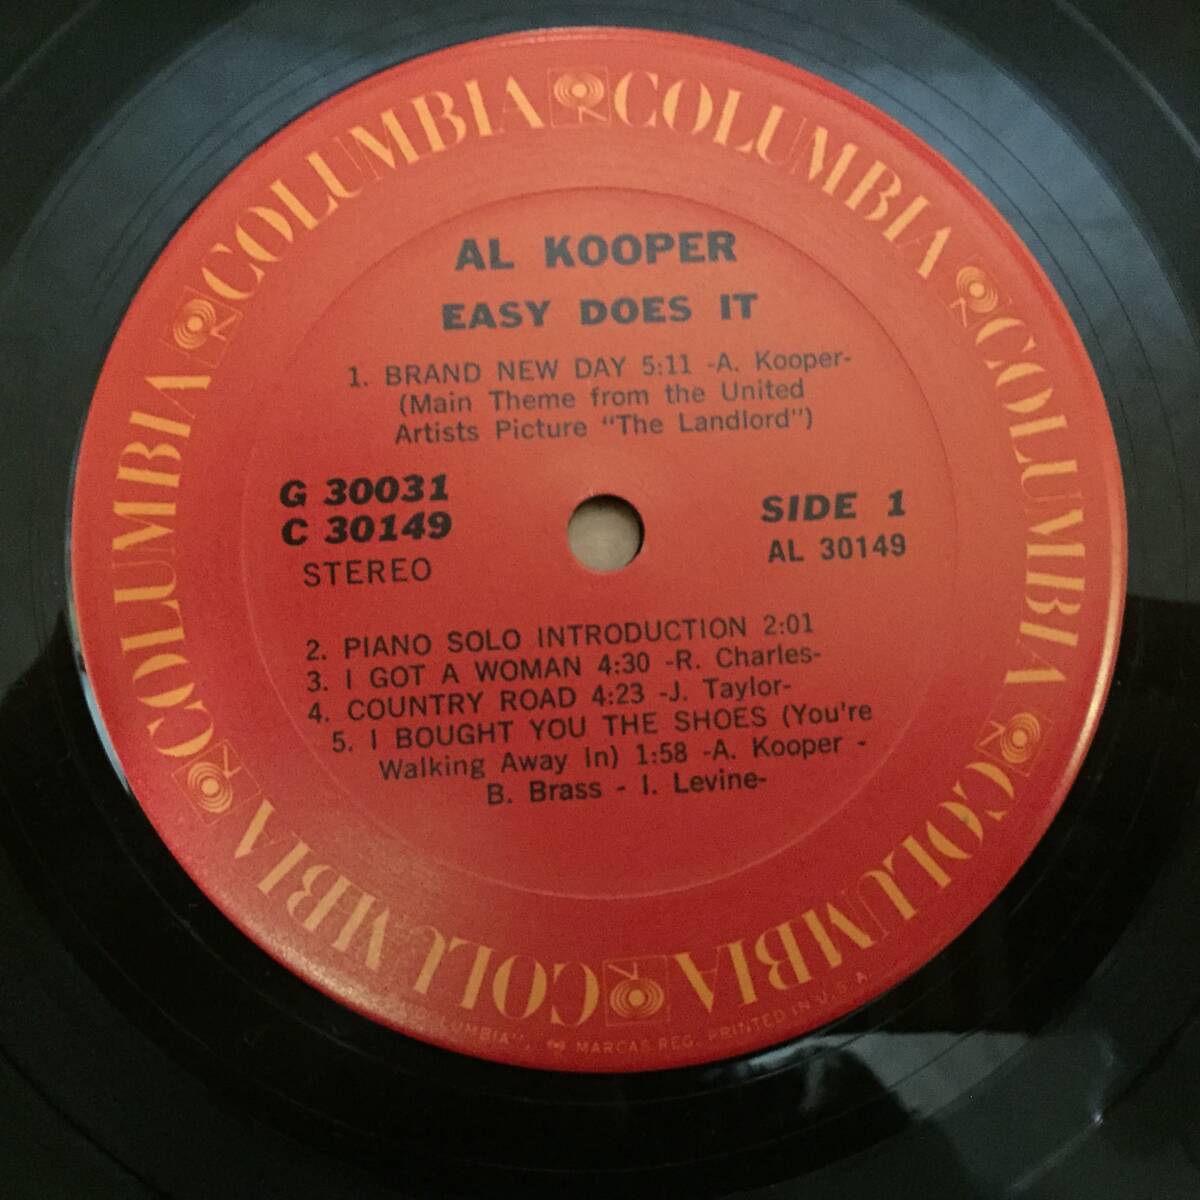 COLUMBIA COLUMBIA COLUMBIA COLUMBIA COLUMBIA COLUMBIA
AL KOOPER
EASY DOES IT
1. BRAND NEW DAY 5:11 -A. Kooper-
(Main Theme from the United
Artists Picture "The Landlord")
G 30031
C 30149
STEREO
SIDE 1
AL 30149
2. PIANO SOLO INTRODUCTION 2:01
3. I GOT A WOMAN 4:30 -R. Charles-
4. COUNTRY ROAD 4:23 -J. Taylor-
5. I BOUGHT YOU THE SHOES (You're
Walking Away In) 1:58 -A. Kooper -
B. Brass - I. Levine-
"COLUMBIA", MARCAS REG. PRINTED IN U.S.A.